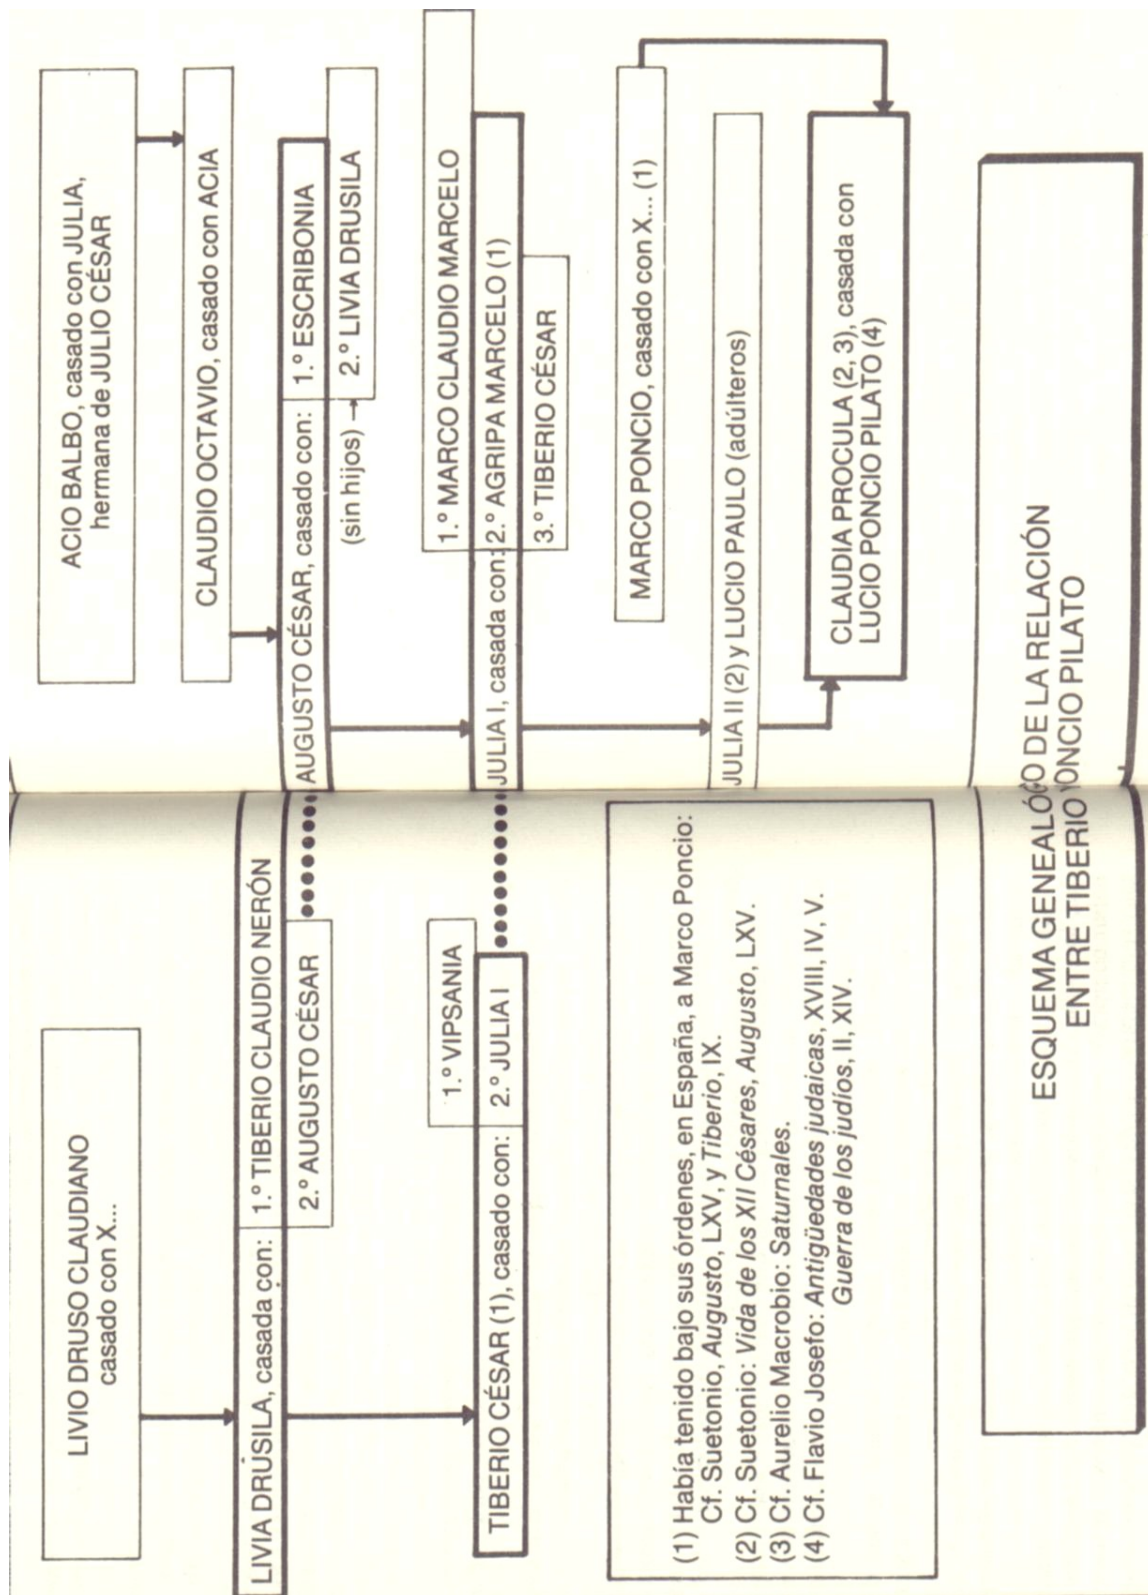 LIVIO DRUSO CLAUDIANO
casado con X...
LIVIA DRUSILA, casada con:
1.º TIBERIO CLAUDIO NERÓN
2.º AUGUSTO CÉSAR
TIBERIO CÉSAR (1), casado con:
1.º VIPSANIA
2.º JULIA I
(1) Había tenido bajo sus órdenes, en España, a Marco Poncio:
Cf. Suetonio, Augusto, LXV, y Tiberio, IX.
(2) Cf. Suetonio: Vida de los XII Césares, Augusto, LXV.
(3) Cf. Aurelio Macrobio: Saturnales.
(4) Cf. Flavio Josefo: Antigüedades judaicas, XVIII, IV, V.
Guerra de los judíos, II, XIV.
ACIO BALBO, casado con JULIA,
hermana de JULIO CÉSAR
CLAUDIO OCTAVIO, casado con ACIA
AUGUSTO CÉSAR, casado con:
1.º ESCRIBONIA
(sin hijos) → 2.º LIVIA DRUSILA
1.º MARCO CLAUDIO MARCELO
JULIA I, casada con: 2.º AGRIPA MARCELO (1)
3.º TIBERIO CÉSAR
MARCO PONCIO, casado con X... (1)
JULIA II (2) y LUCIO PAULO (adúlteros)
CLAUDIA PROCULA (2, 3), casada con
LUCIO PONCIO PILATO (4)
ESQUEMA GENEALÓGO DE LA RELACIÓN
ENTRE TIBERIO ONCIO PILATO